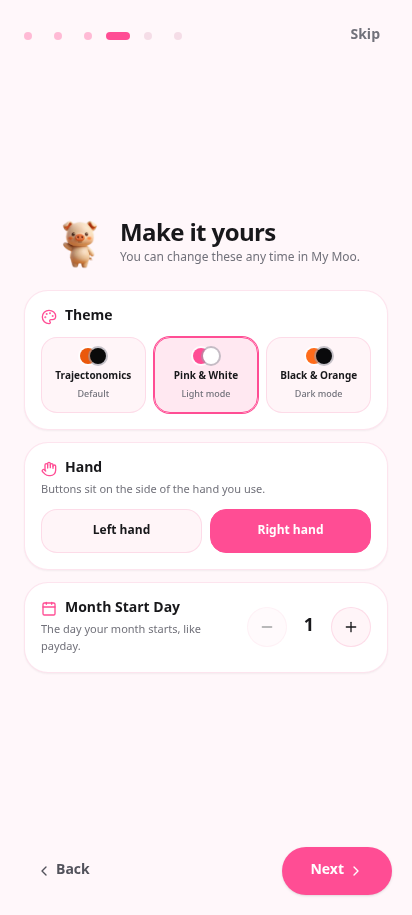 Skip
Make it yours
You can change these any time in My Moo.
Theme
Trajectonomics
Default
Pink & White
Light mode
Black & Orange
Dark mode
Hand
Buttons sit on the side of the hand you use.
Left hand
Right hand
Month Start Day
The day your month starts, like
payday.
1
Back
Next